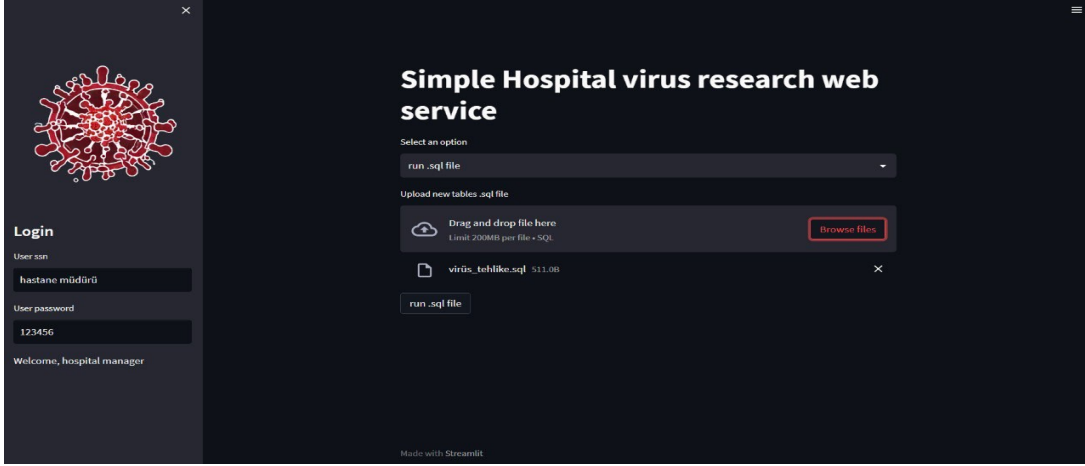 Login
User ssn
hastane müdürü
User password
123456
Welcome, hospital manager
Simple Hospital virus research web
service
Select an option
run .sql file
Upload new tables .sql file
Drag and drop file here
Limit 200MB per file • SQL
Browse files
virüs_tehlike.sql 511.0B
run .sql file
Made with Streamlit